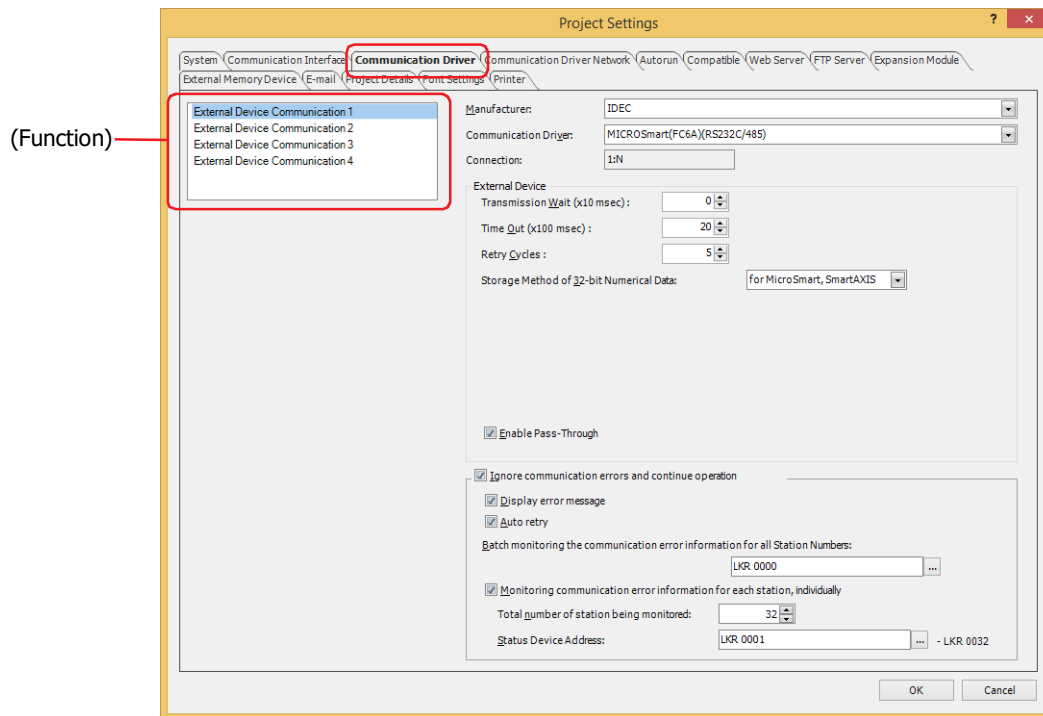 Project Settings
?
System Communication Interface Communication Driver Communication Driver Network Autorun Compatible Web Server FTP Server Expansion Module
External Memory Device E-mail Project Details Font Settings Printer
(Function)
External Device Communication 1
External Device Communication 2
External Device Communication 3
External Device Communication 4
Manufacturer: IDEC
Communication Driver: MICROSmart(FC6A)(RS232C/485)
Connection: 1:N
External Device
Transmission Wait (x10 msec) : 0
Time Out (x100 msec) : 20
Retry Cycles : 5
Storage Method of 32-bit Numerical Data: for MicroSmart, SmartAXIS
Enable Pass-Through
Ignore communication errors and continue operation
Display error message
Auto retry
Batch monitoring the communication error information for all Station Numbers:
LKR 0000 ...
Monitoring communication error information for each station, individually
Total number of station being monitored: 32
Status Device Address: LKR 0001 ... - LKR 0032
OK Cancel